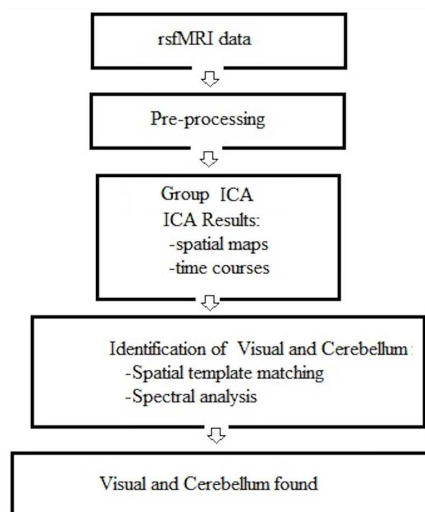 rsfMRI data
Pre-processing
Group ICA
ICA Results:
-spatial maps
-time courses
Identification of Visual and Cerebellum:
-Spatial template matching
-Spectral analysis
Visual and Cerebellum found